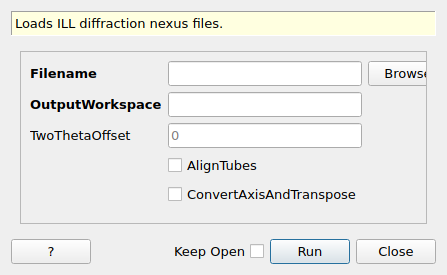 Loads ILL diffraction nexus files.
Filename Browse
OutputWorkspace
TwoThetaOffset 0
AlignTubes
ConvertAxisAndTranspose
? Keep Open Run Close